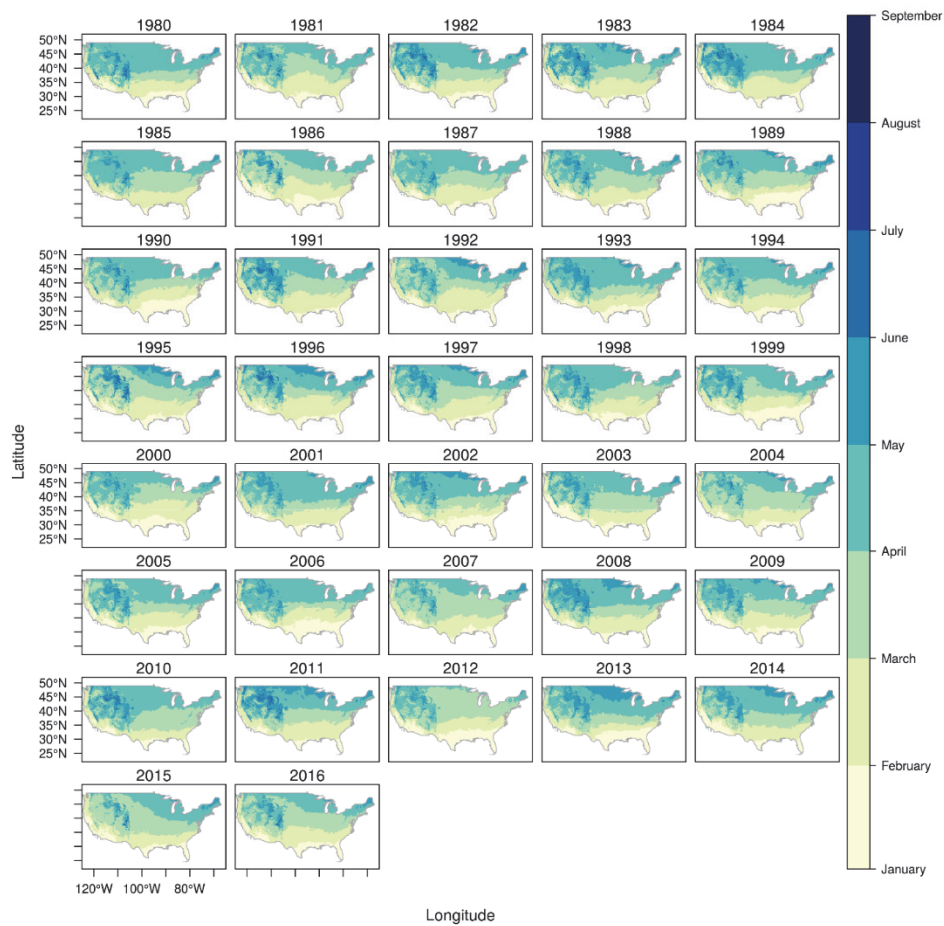 1980 1981 1982 1983 1984
50°N
45°N
40°N
35°N
30°N
25°N
1985 1986 1987 1988 1989
1990 1991 1992 1993 1994
50°N
45°N
40°N
35°N
30°N
25°N
1995 1996 1997 1998 1999
2000 2001 2002 2003 2004
50°N
45°N
40°N
35°N
30°N
25°N
2005 2006 2007 2008 2009
2010 2011 2012 2013 2014
50°N
45°N
40°N
35°N
30°N
25°N
2015 2016
120°W 100°W 80°W
Latitude
Longitude
September
August
July
June
May
April
March
February
January